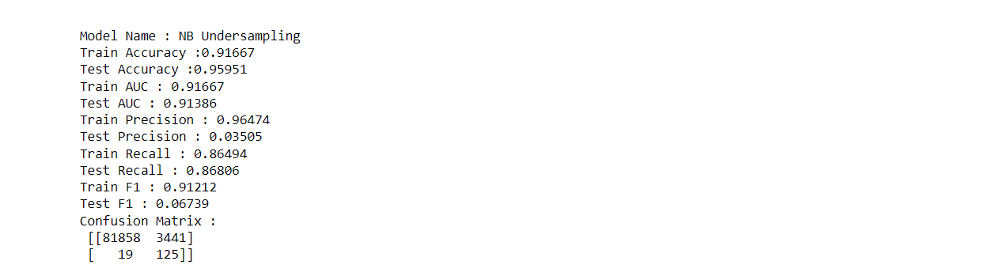 Model Name : NB Undersampling
Train Accuracy :0.91667
Test Accuracy :0.95951
Train AUC : 0.91667
Test AUC : 0.91386
Train Precision : 0.96474
Test Precision : 0.03505
Train Recall : 0.86494
Test Recall : 0.86806
Train F1 : 0.91212
Test F1 : 0.06739
Confusion Matrix :
[[81858  3441]
[   19   125]]